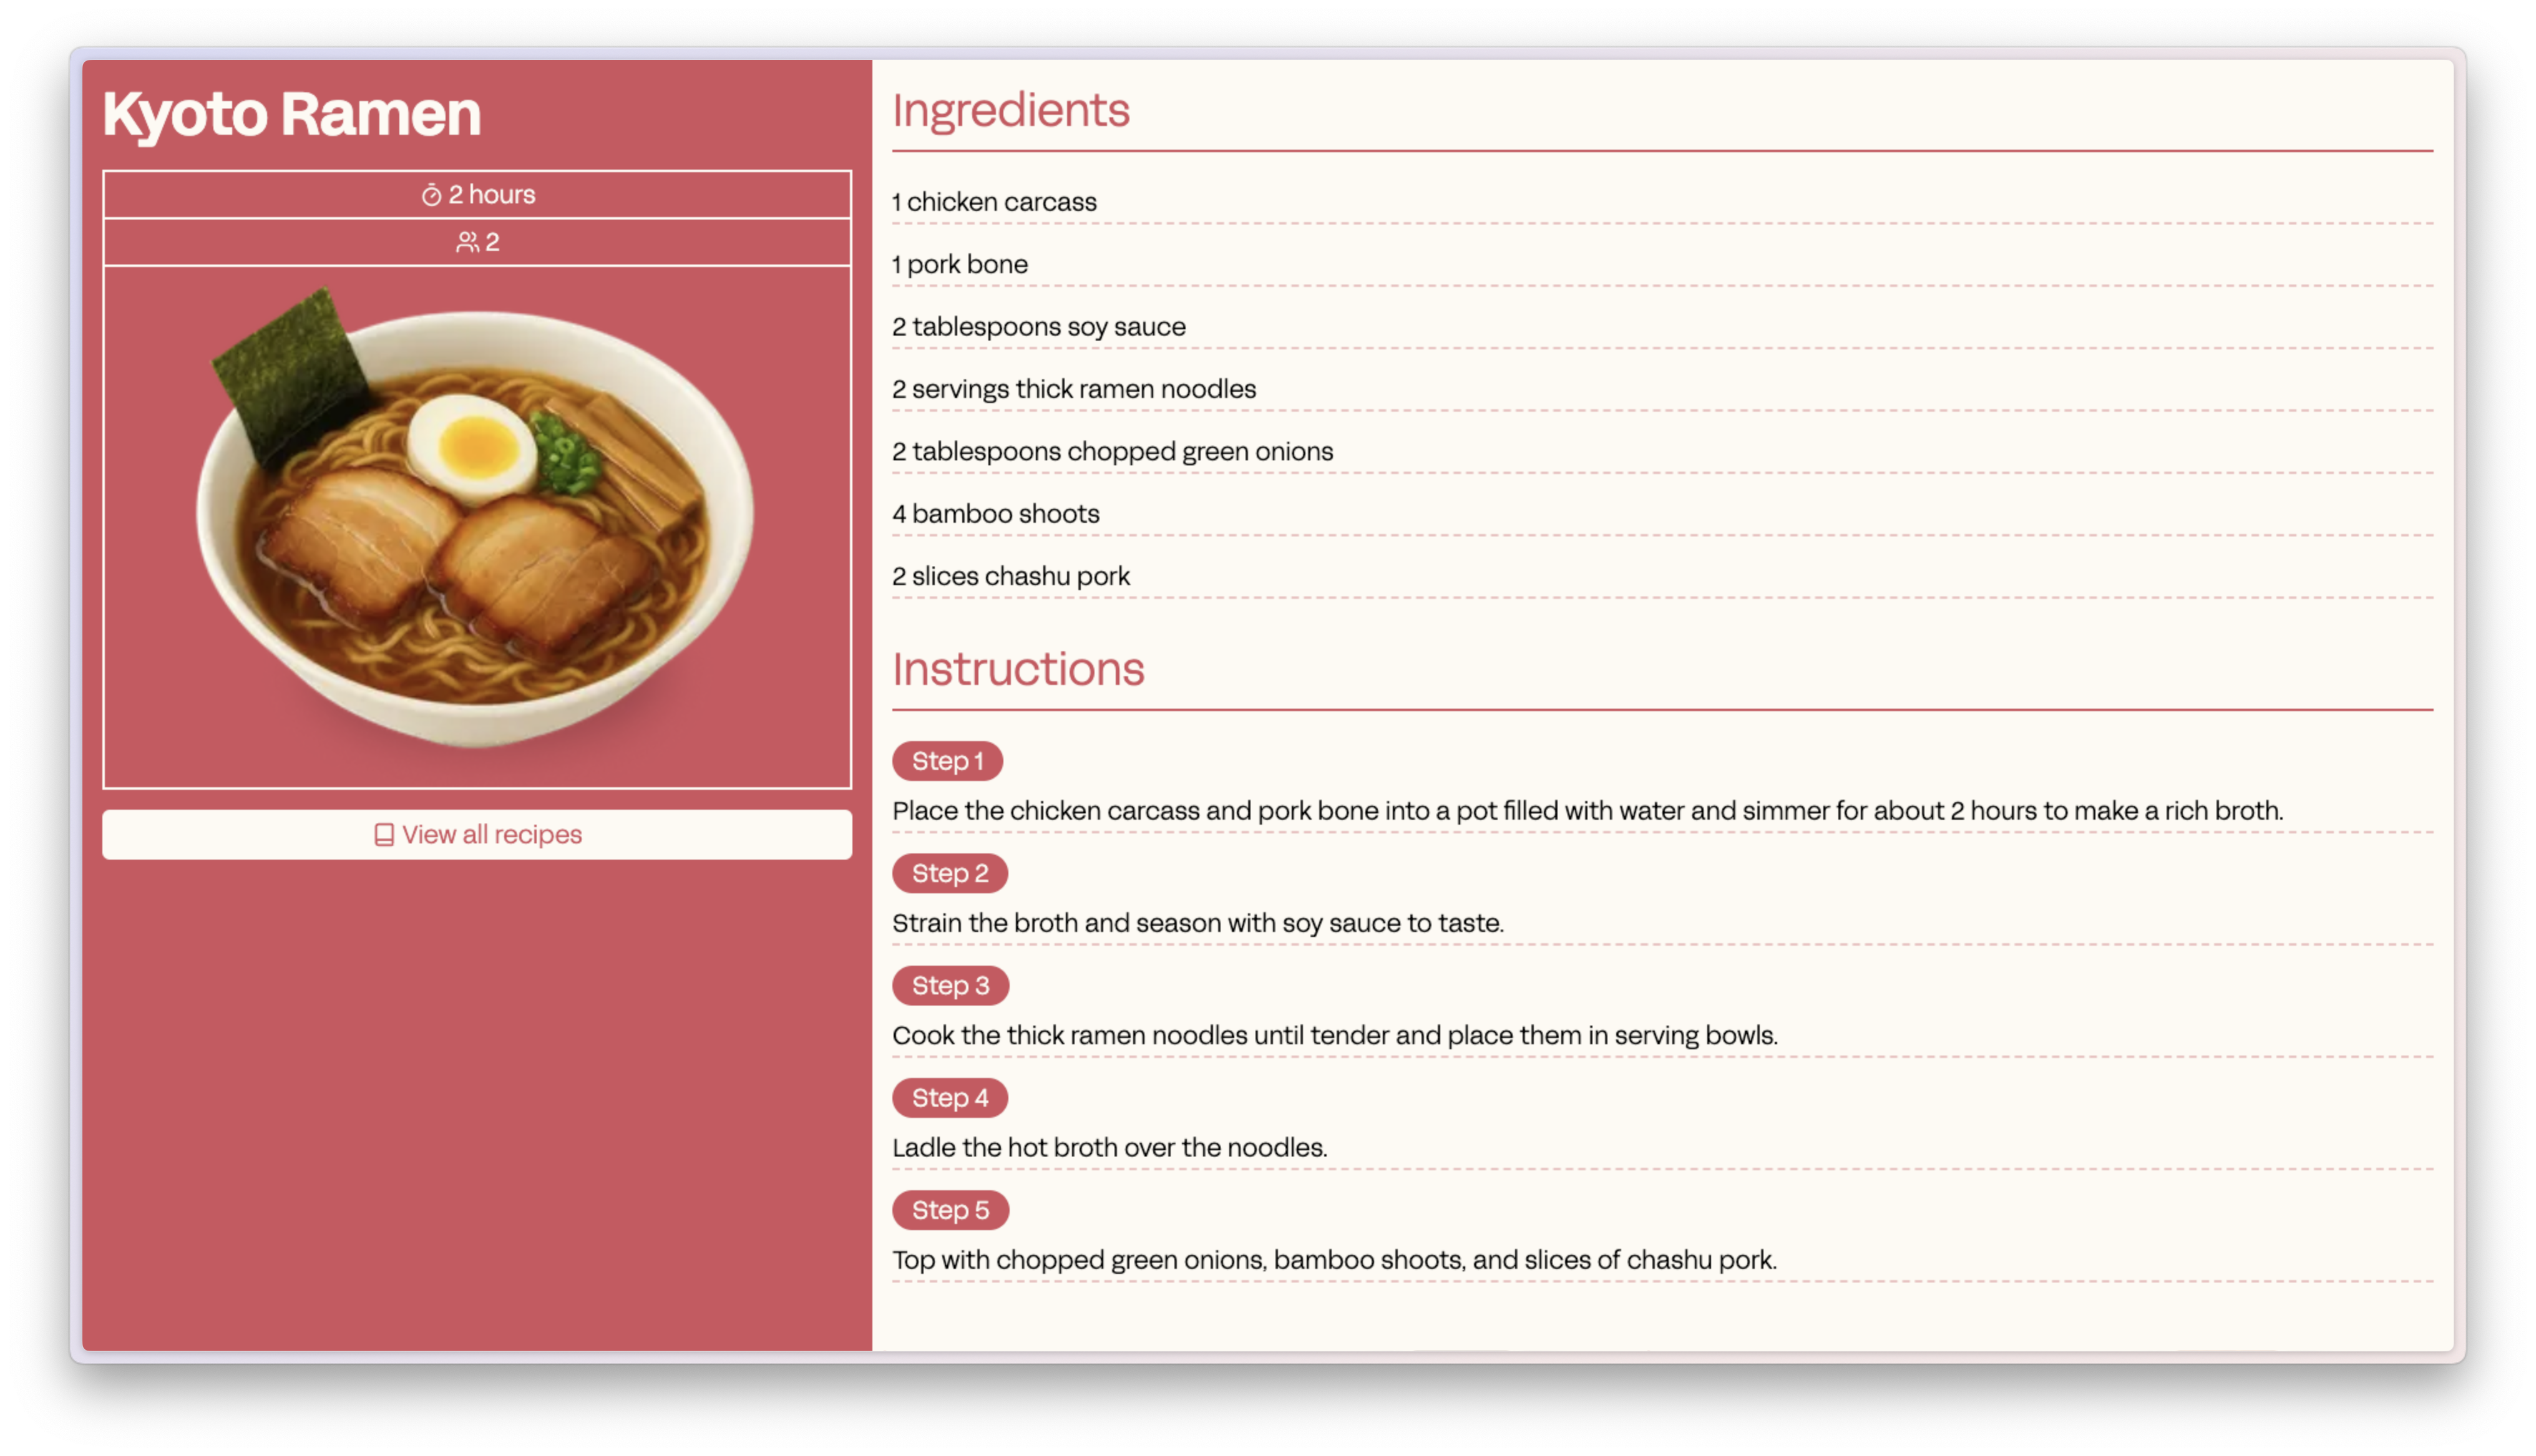 Kyoto Ramen
2 hours
2
View all recipes
Ingredients
1 chicken carcass
1 pork bone
2 tablespoons soy sauce
2 servings thick ramen noodles
2 tablespoons chopped green onions
4 bamboo shoots
2 slices chashu pork
Instructions
Step 1
Place the chicken carcass and pork bone into a pot filled with water and simmer for about 2 hours to make a rich broth.
Step 2
Strain the broth and season with soy sauce to taste.
Step 3
Cook the thick ramen noodles until tender and place them in serving bowls.
Step 4
Ladle the hot broth over the noodles.
Step 5
Top with chopped green onions, bamboo shoots, and slices of chashu pork.